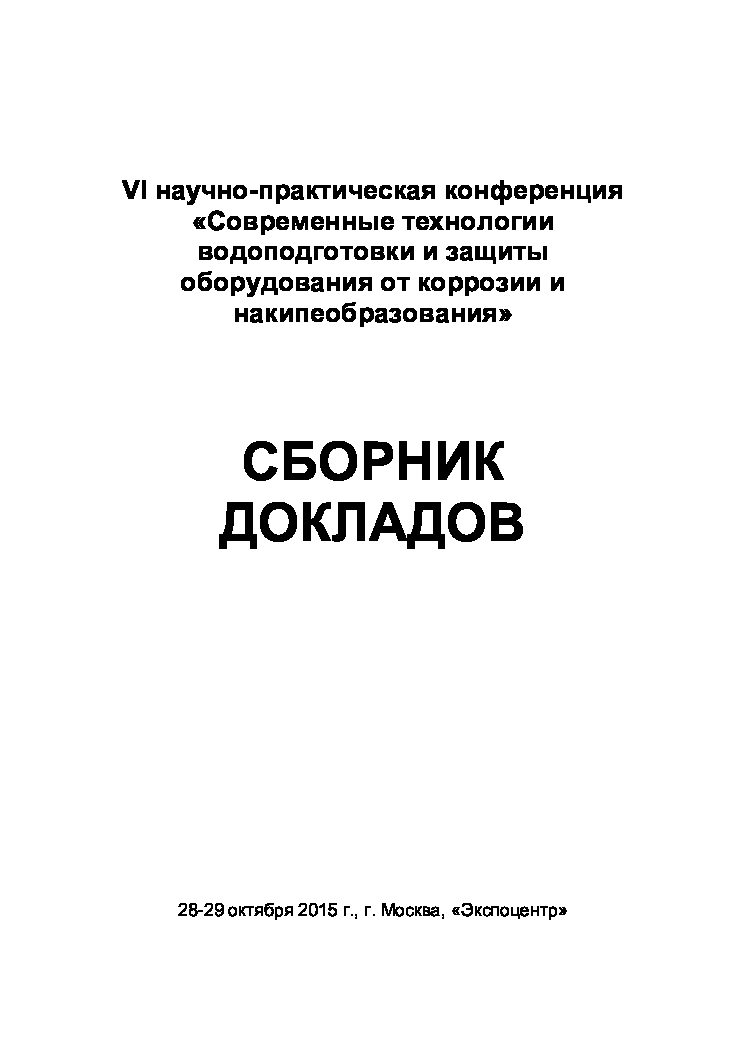 VI научно-практическая конференция
«Современные технологии
водоподготовки и защиты
оборудования от коррозии и
накипеобразования»
СБОРНИК
ДОКЛАДОВ
28-29 октября 2015 г., г. Москва, «Экспоцентр»